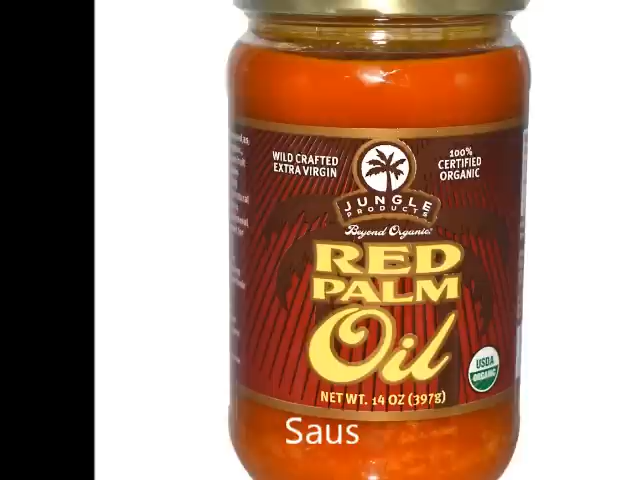 WILD CRAFTED
EXTRA VIRGIN
100%
CERTIFIED
ORGANIC
JUNGLE
PRODUCTS
Beyond Organic
RED
PALM
Oil
USDA
ORGANIC
NET WT. 14 OZ (397g)
Saus